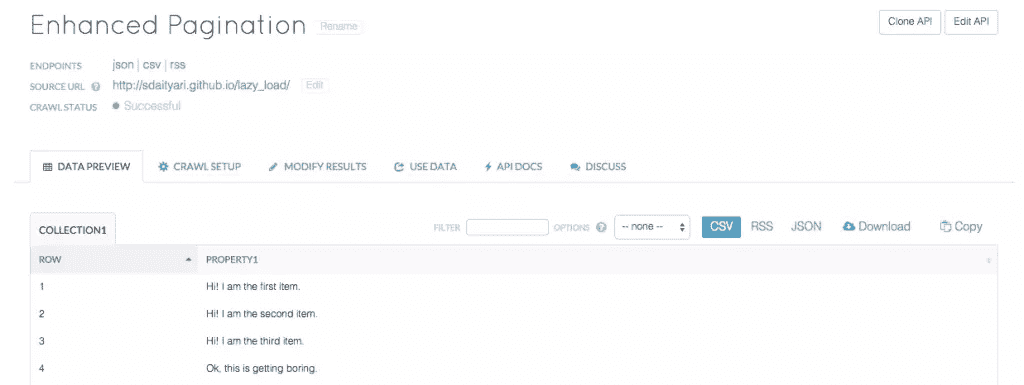 Enhanced Pagination Rename Clone API Edit API
ENDPOINTS json | csv | rss
SOURCE URL ? http://sdaityari.github.io/lazy_load/ Edit
CRAWL STATUS Successful
DATA PREVIEW CRAWL SETUP MODIFY RESULTS USE DATA API DOCS DISCUSS
COLLECTION1 FILTER OPTIONS ? -- none -- CSV RSS JSON Download Copy
ROW PROPERTY1
1 Hi! I am the first item.
2 Hi! I am the second item.
3 Hi! I am the third item.
4 Ok, this is getting boring.